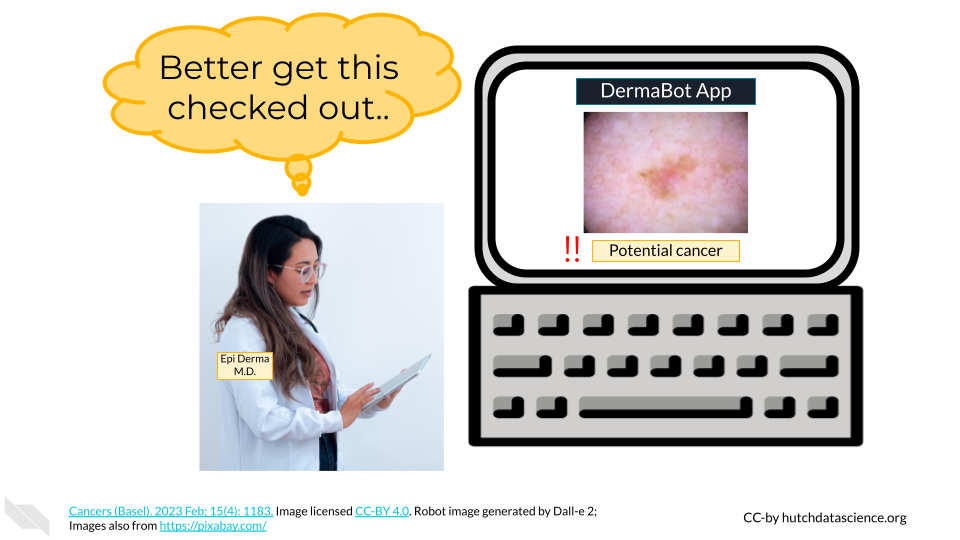 Better get this
checked out..
DermaBot App
!! Potential cancer
Epi Derma
M.D.
Cancers (Basel). 2023 Feb; 15(4): 1183. Image licensed CC-BY 4.0. Robot image generated by Dall-e 2;
Images also from https://pixabay.com/
CC-by hutchdatascience.org